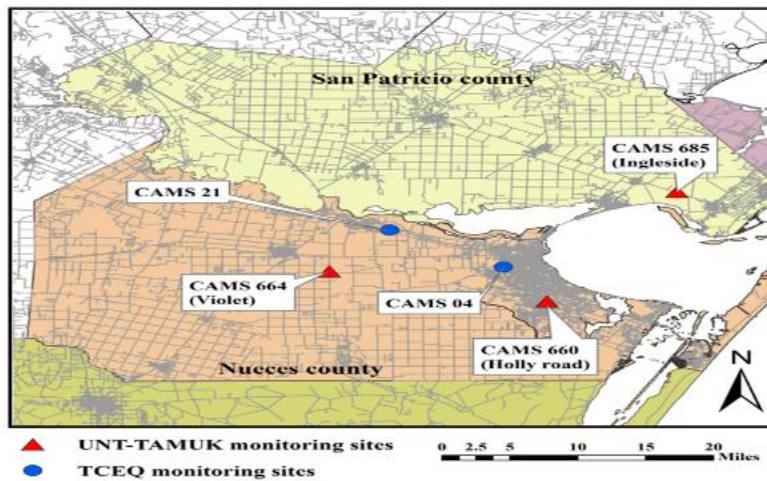 San Patricio county
CAMS 685
(Ingleside)
CAMS 21
CAMS 664
(Violet)
CAMS 04
CAMS 660
(Holly road)
Nueces county
N
UNT-TAMUK monitoring sites
TCEQ monitoring sites
0 2.5 5 10 15 20
Miles